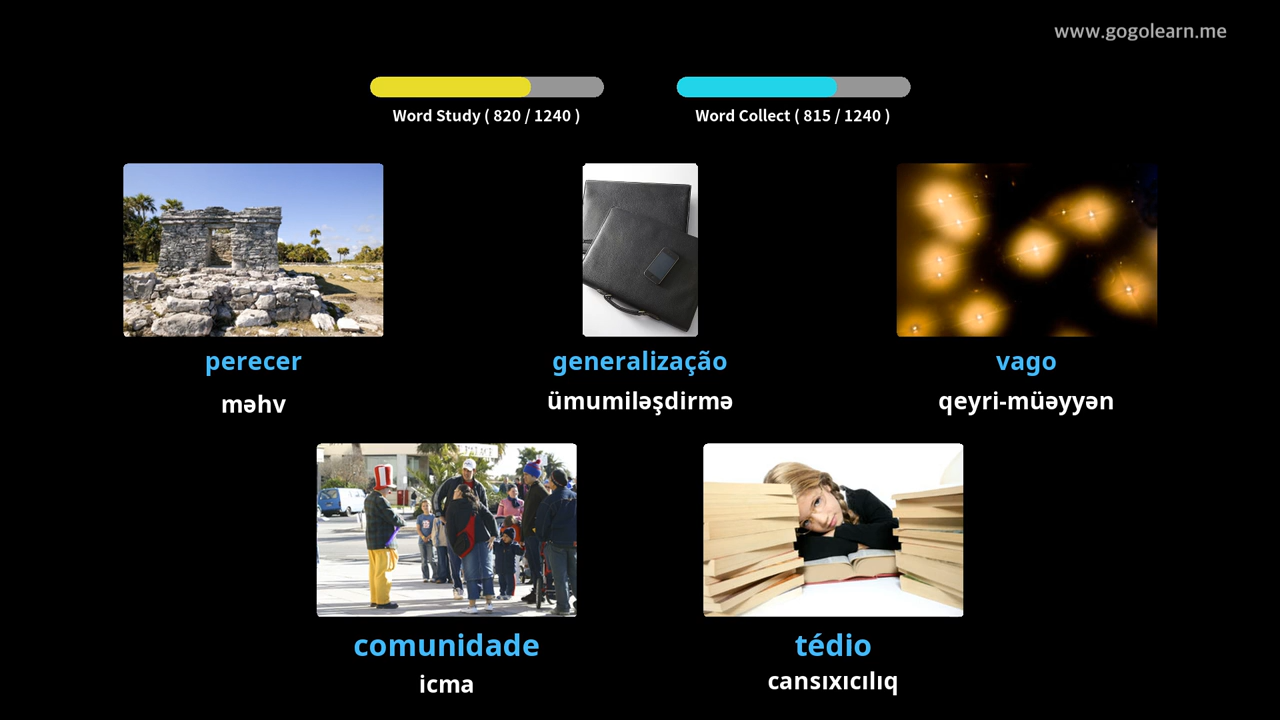 www.gogolearn.me
Word Study ( 820 / 1240 )
Word Collect ( 815 / 1240 )
perecer
generalização
vago
məhv
ümumiləşdirmə
qeyri-müəyyən
comunidade
tédio
icma
cansıxıcılıq